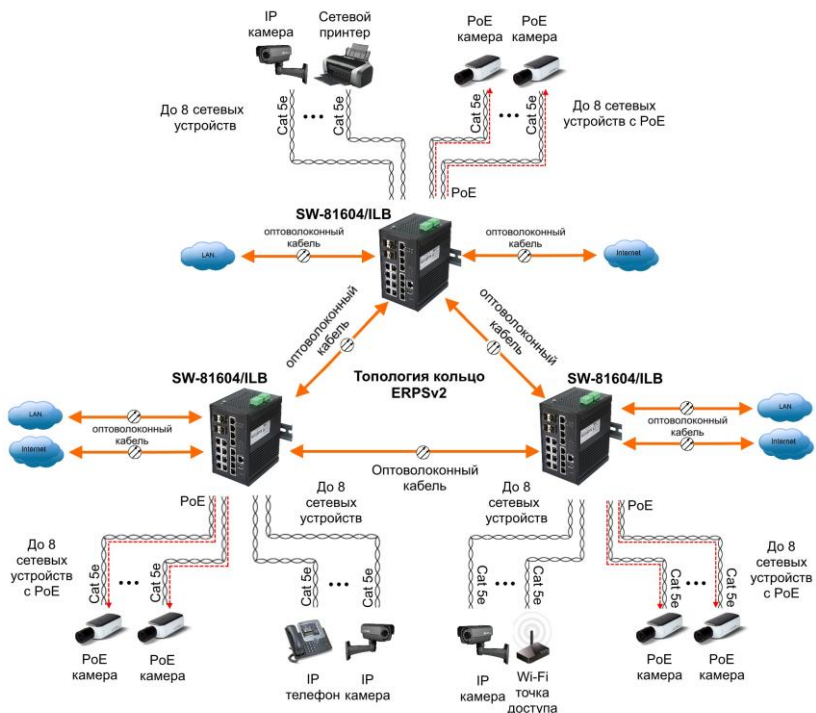 IP
камера
Сетевой
принтер
PoE
камера
PoE
камера
До 8 сетевых
устройств
Cat 5e
Cat 5e
Cat 5e
Cat 5e
До 8 сетевых
устройств с PoE
PoE
SW-81604/ILB
оптоволоконный
кабель
оптоволоконный
кабель
LAN
Internet
оптоволоконный
кабель
оптоволоконный
кабель
SW-81604/ILB
Топология кольцо
ERPSv2
SW-81604/ILB
LAN
оптоволоконный
кабель
Internet
LAN
оптоволоконный
кабель
Internet
Оптоволоконный
кабель
PoE
До 8
сетевых
устройств
До 8
сетевых
устройств
PoE
До 8
сетевых
устройств
с PoE
Cat 5e
Cat 5e
Cat 5e
Cat 5e
Cat 5e
Cat 5e
Cat 5e
Cat 5e
До 8
сетевых
устройств
с PoE
PoE
камера
PoE
камера
IP
телефон
IP
камера
IP
камера
Wi-Fi
точка
доступа
PoE
камера
PoE
камера